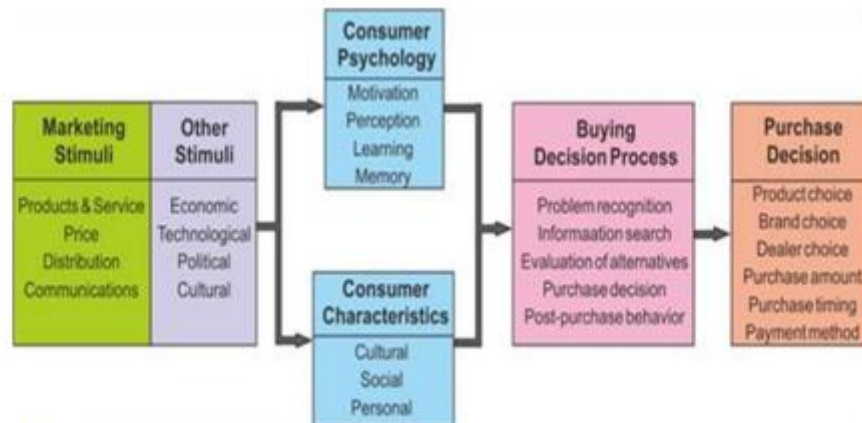 Marketing
Stimuli
Products & Service
Price
Distribution
Communications
Other
Stimuli
Economic
Technological
Political
Cultural
Consumer
Psychology
Motivation
Perception
Learning
Memory
Consumer
Characteristics
Cultural
Social
Personal
Buying
Decision Process
Problem recognition
Informaation search
Evaluation of alternatives
Purchase decision
Post-purchase behavior
Purchase
Decision
Product choice
Brand choice
Dealer choice
Purchase amount
Purchase timing
Payment method